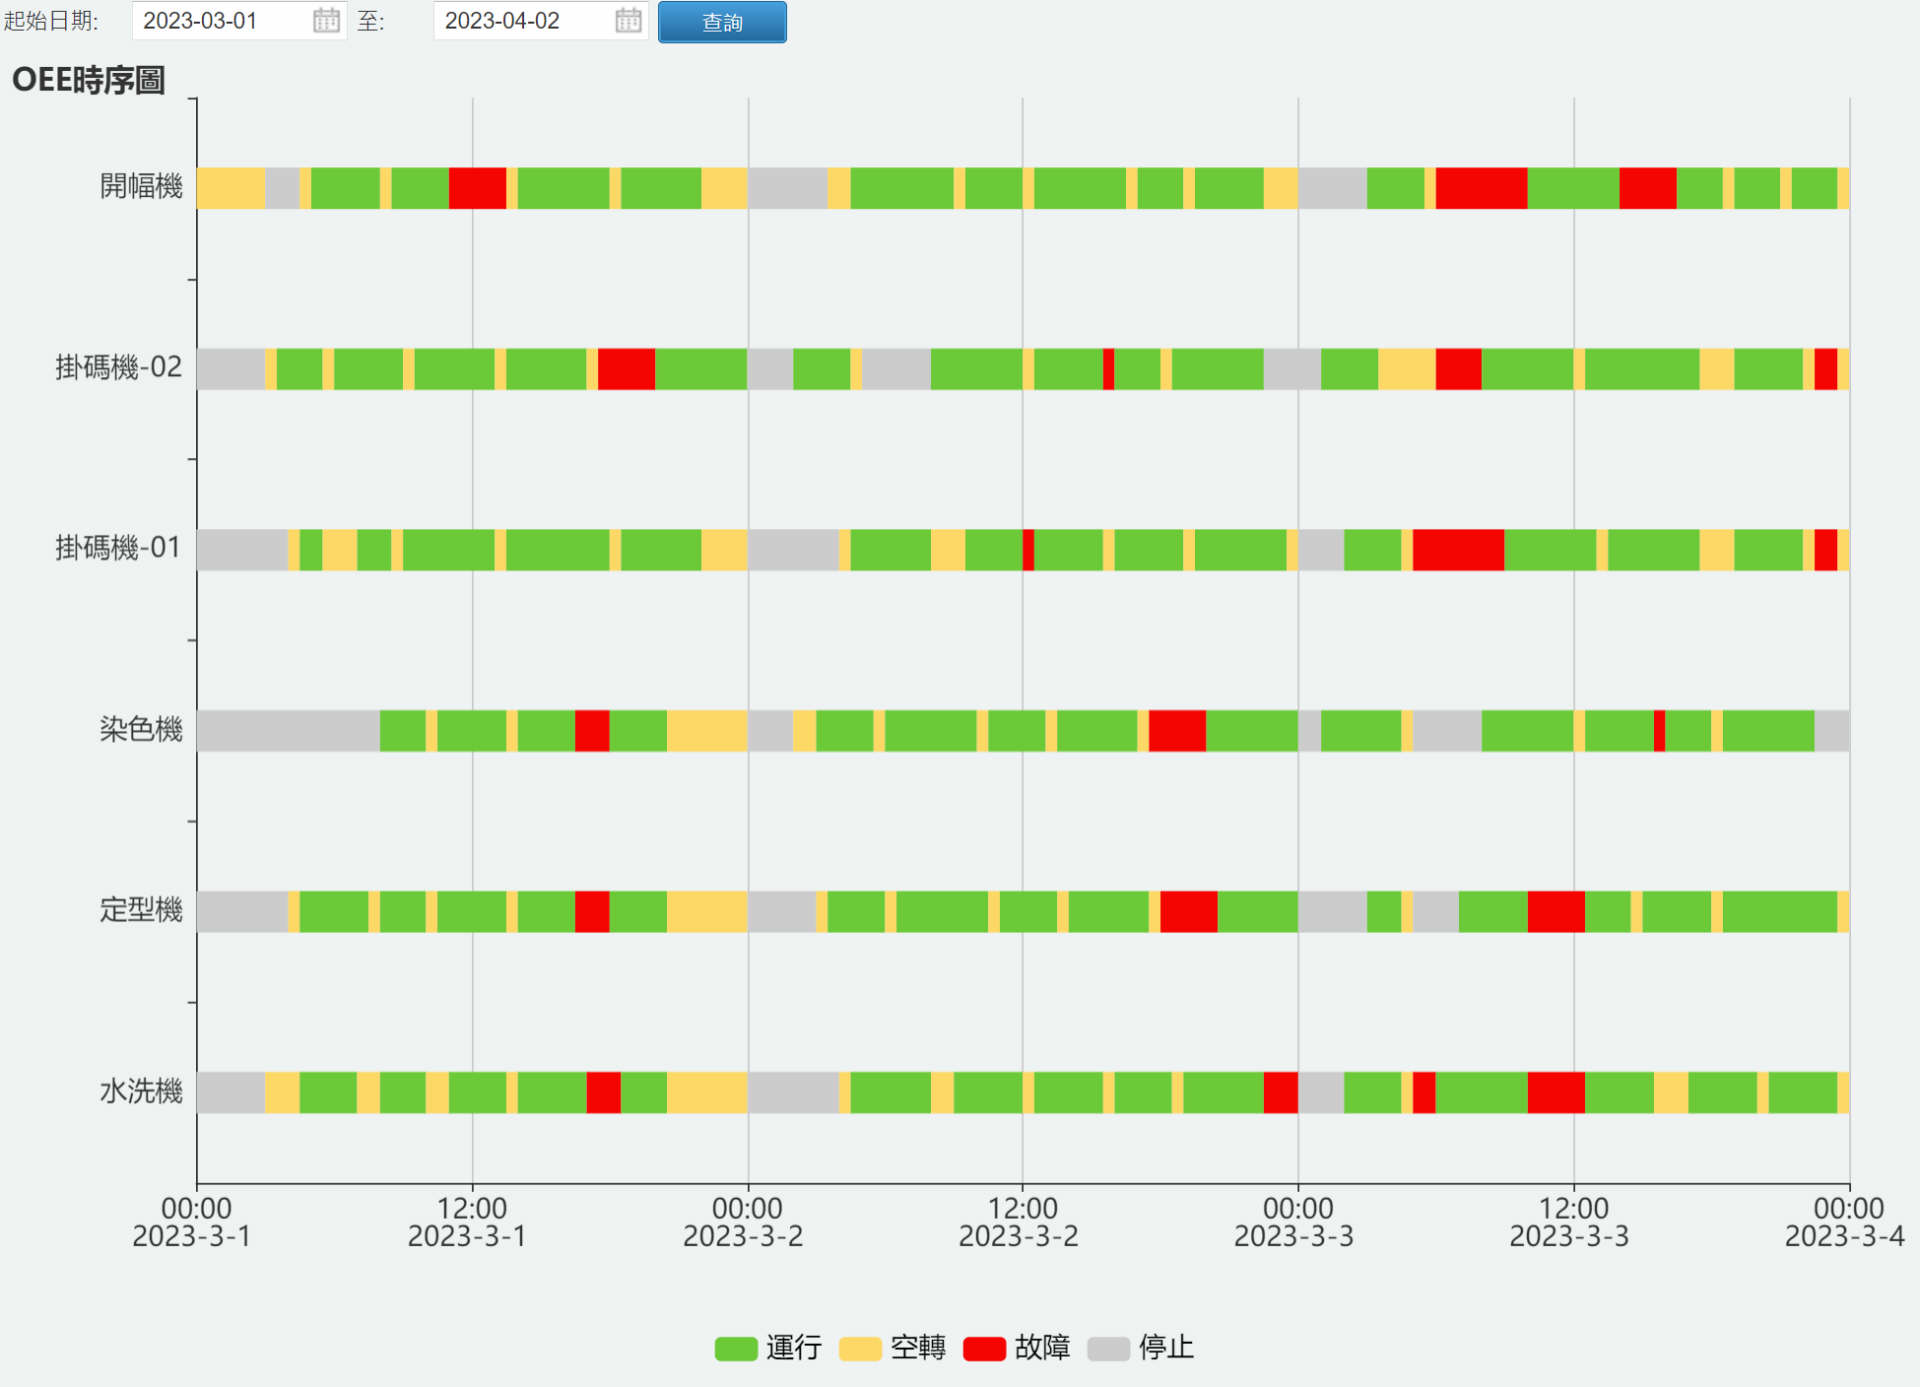 起始日期: 2023-03-01 至: 2023-04-02 查詢
OEE時序圖
開幅機
掛碼機-02
掛碼機-01
染色機
定型機
水洗機
00:00 12:00 00:00 12:00 00:00 12:00 00:00
2023-3-1 2023-3-1 2023-3-2 2023-3-2 2023-3-3 2023-3-3 2023-3-4
運行 空轉 故障 停止